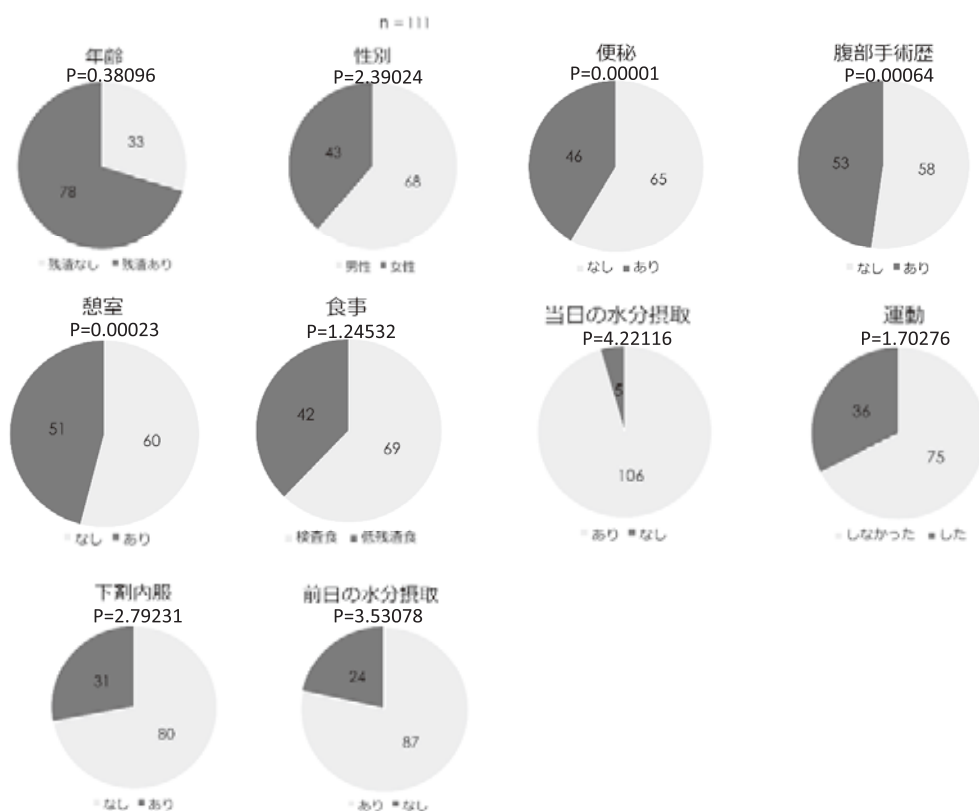 n=111
年齢
P=0.38096
33
78
残渣なし 残渣あり
性別
P=2.39024
43
68
男性 女性
便秘
P=0.00001
46
65
なし あり
腹部手術歴
P=0.00064
53
58
なし あり
憩室
P=0.00023
51
60
なし あり
食事
P=1.24532
42
69
検査食 低残渣食
当日の水分摂取
P=4.22116
5
106
あり なし
運動
P=1.70276
36
75
しなかった した
下剤内服
P=2.79231
31
80
なし あり
前日の水分摂取
P=3.53078
24
87
あり なし